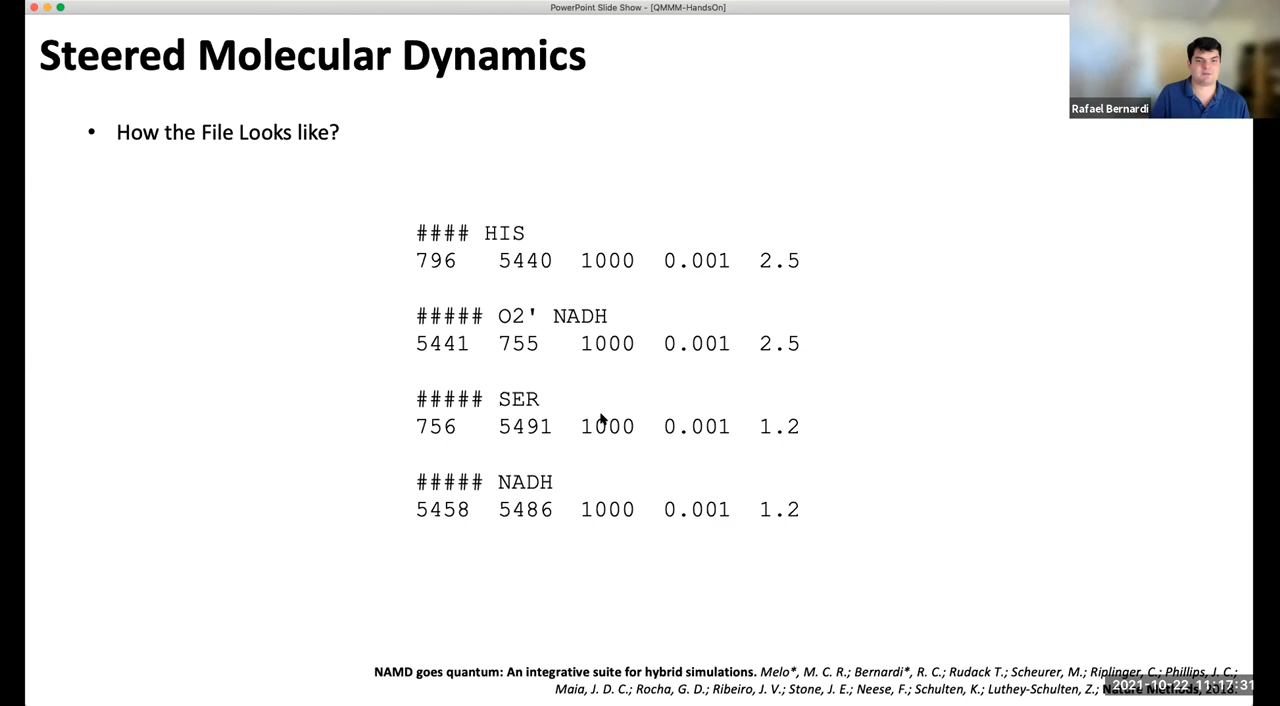 PowerPoint Slide Show - [QMMM-HandsOn]
Steered Molecular Dynamics
Rafael Bernardi
• How the File Looks like?
#### HIS
796 5440 1000 0.001 2.5
##### O2' NADH
5441 755 1000 0.001 2.5
##### SER
756 5491 1000 0.001 1.2
##### NADH
5458 5486 1000 0.001 1.2
NAMD goes quantum: An integrative suite for hybrid simulations. Melo*, M. C. R.; Bernardi*, R. C.; Rudack T.; Scheurer, M.; Riplinger, C.; Phillips, J. C.;
Maia, J. D. C.; Rocha, G. D.; Ribeiro, J. V.; Stone, J. E.; Neese, F.; Schulten, K.; Luthey-Schulten, Z.; Nature Methods, 2018.
2021-10-22 11:17:31